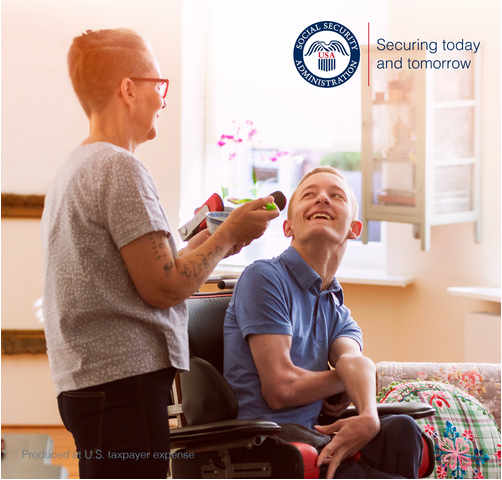 SOCIAL SECURITY ADMINISTRATION
USA
Securing today
and tomorrow
Produced at U.S. taxpayer expense